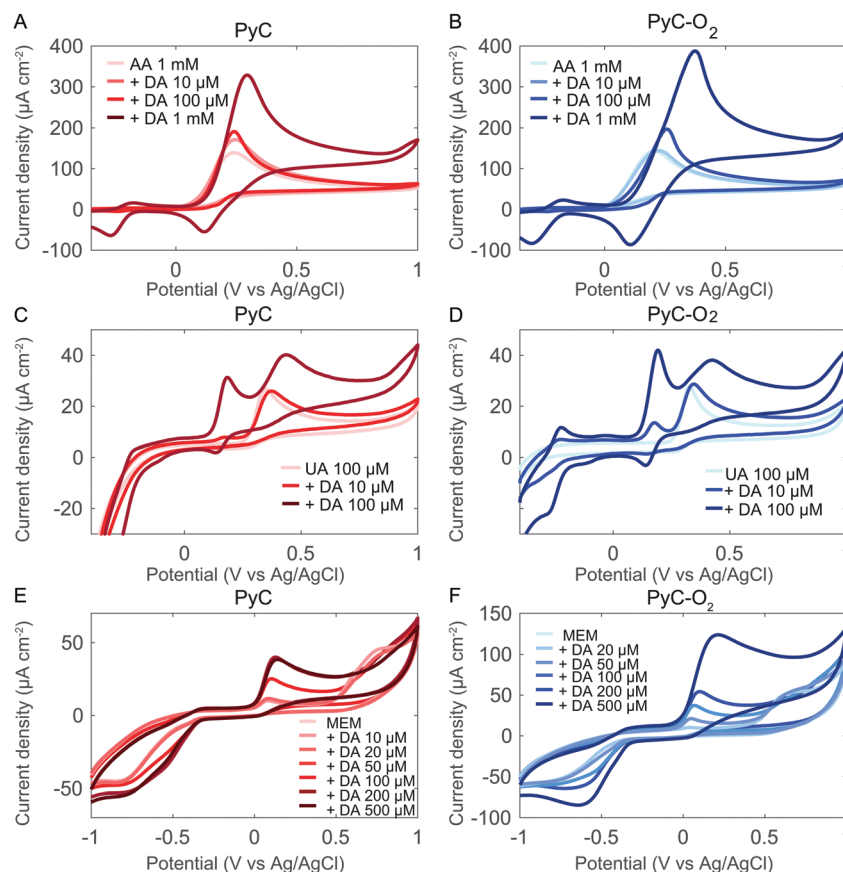 A
PyC
Current density (µA cm-2)
400
300
200
100
0
-100
AA 1 mM
+ DA 10 µM
+ DA 100 µM
+ DA 1 mM
0
0.5
1
Potential (V vs Ag/AgCl)
B
PyC-O2
Current density (µA cm-2)
400
300
200
100
0
-100
AA 1 mM
+ DA 10 µM
+ DA 100 µM
+ DA 1 mM
0
0.5
1
Potential (V vs Ag/AgCl)
C
PyC
Current density (µA cm-2)
40
20
0
-20
UA 100 µM
+ DA 10 µM
+ DA 100 µM
0
0.5
1
Potential (V vs Ag/AgCl)
D
PyC-O2
Current density (µA cm-2)
40
20
0
-20
UA 100 µM
+ DA 10 µM
+ DA 100 µM
0
0.5
1
Potential (V vs Ag/AgCl)
E
PyC
Current density (µA cm-2)
50
0
-50
MEM
+ DA 10 µM
+ DA 20 µM
+ DA 50 µM
+ DA 100 µM
+ DA 200 µM
+ DA 500 µM
-1
-0.5
0
0.5
1
Potential (V vs Ag/AgCl)
F
PyC-O2
Current density (µA cm-2)
150
100
50
0
-50
-100
MEM
+ DA 20 µM
+ DA 50 µM
+ DA 100 µM
+ DA 200 µM
+ DA 500 µM
-1
-0.5
0
0.5
1
Potential (V vs Ag/AgCl)